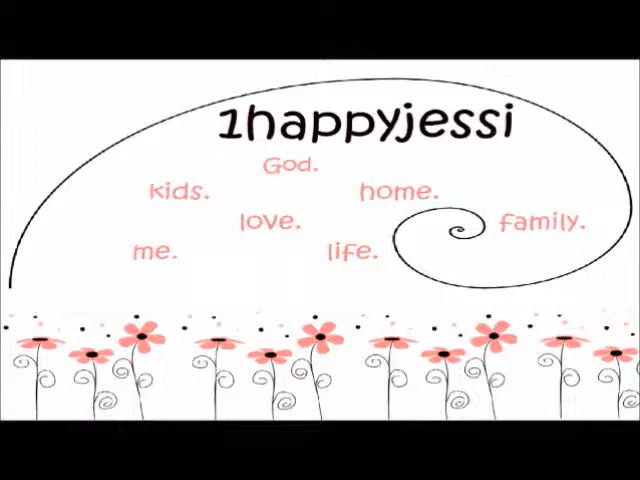 1happyjessi
God.
kids. home.
love. family.
me. life.